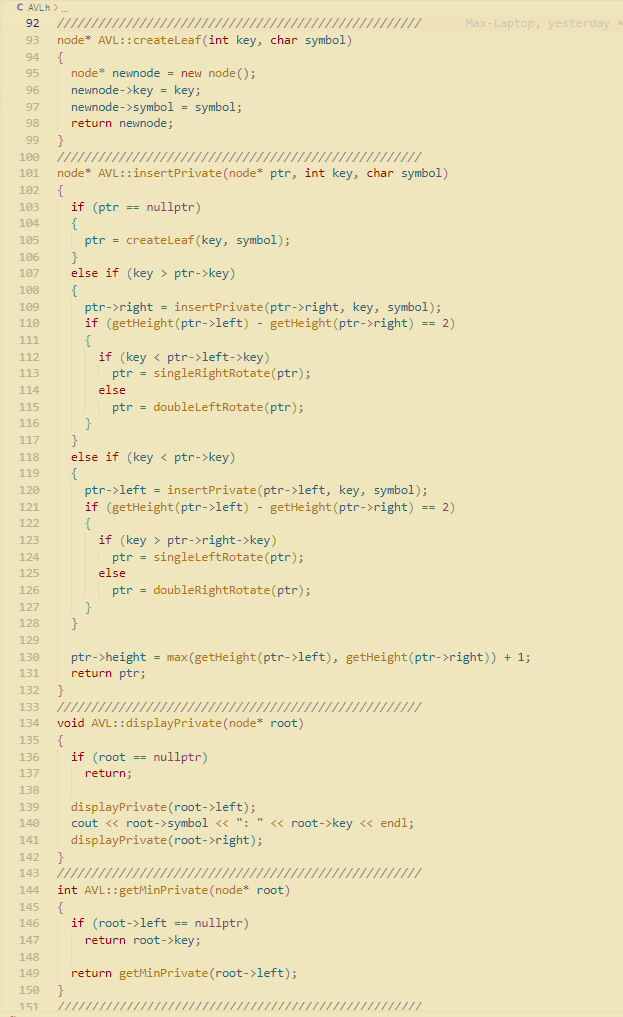 C AVL.h > ...
92 ///////////////////////////////////////////////////// Max-Laptop, yesterday •
93 node* AVL::createLeaf(int key, char symbol)
94 {
95 node* newnode = new node();
96 newnode->key = key;
97 newnode->symbol = symbol;
98 return newnode;
99 }
100 /////////////////////////////////////////////////////
101 node* AVL::insertPrivate(node* ptr, int key, char symbol)
102 {
103 if (ptr == nullptr)
104 {
105 ptr = createLeaf(key, symbol);
106 }
107 else if (key > ptr->key)
108 {
109 ptr->right = insertPrivate(ptr->right, key, symbol);
110 if (getHeight(ptr->left) - getHeight(ptr->right) == 2)
111 {
112 if (key < ptr->left->key)
113 ptr = singleRightRotate(ptr);
114 else
115 ptr = doubleLeftRotate(ptr);
116 }
117 }
118 else if (key < ptr->key)
119 {
120 ptr->left = insertPrivate(ptr->left, key, symbol);
121 if (getHeight(ptr->left) - getHeight(ptr->right) == 2)
122 {
123 if (key > ptr->right->key)
124 ptr = singleLeftRotate(ptr);
125 else
126 ptr = doubleRightRotate(ptr);
127 }
128 }
129
130 ptr->height = max(getHeight(ptr->left), getHeight(ptr->right)) + 1;
131 return ptr;
132 }
133 /////////////////////////////////////////////////////
134 void AVL::displayPrivate(node* root)
135 {
136 if (root == nullptr)
137 return;
138
139 displayPrivate(root->left);
140 cout << root->symbol << ": " << root->key << endl;
141 displayPrivate(root->right);
142 }
143 /////////////////////////////////////////////////////
144 int AVL::getMinPrivate(node* root)
145 {
146 if (root->left == nullptr)
147 return root->key;
148
149 return getMinPrivate(root->left);
150 }
151 /////////////////////////////////////////////////////